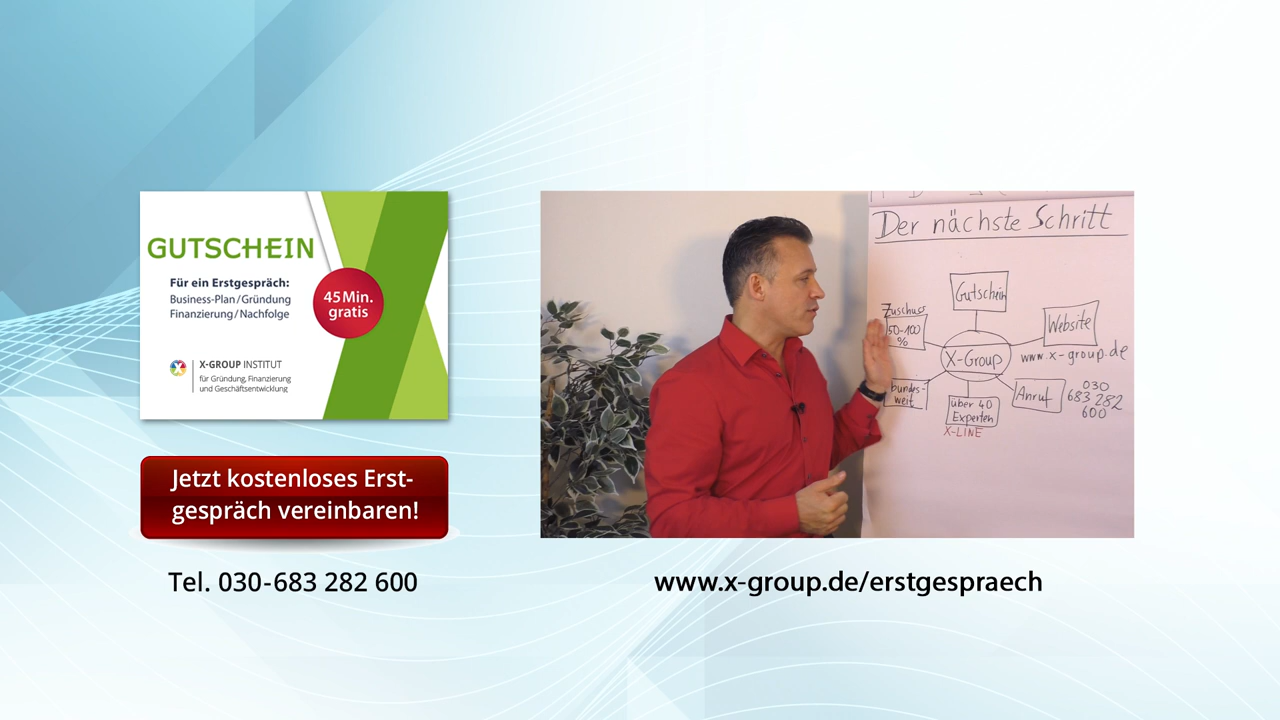 GUTSCHEIN
Für ein Erstgespräch:
Business-Plan/Gründung
Finanzierung/Nachfolge
45 Min.
gratis
X-GROUP INSTITUT
für Gründung, Finanzierung
und Geschäftsentwicklung
Jetzt kostenloses Erst-
gespräch vereinbaren!
Tel. 030-683 282 600
Der nächste Schritt
Gutschein
Zuschuss
50-100
%
Website
www.x-group.de
X-Group
bundes-
weit
über 40
Experten
X-LINE
Anruf
030
683 282
600
www.x-group.de/erstgespraech